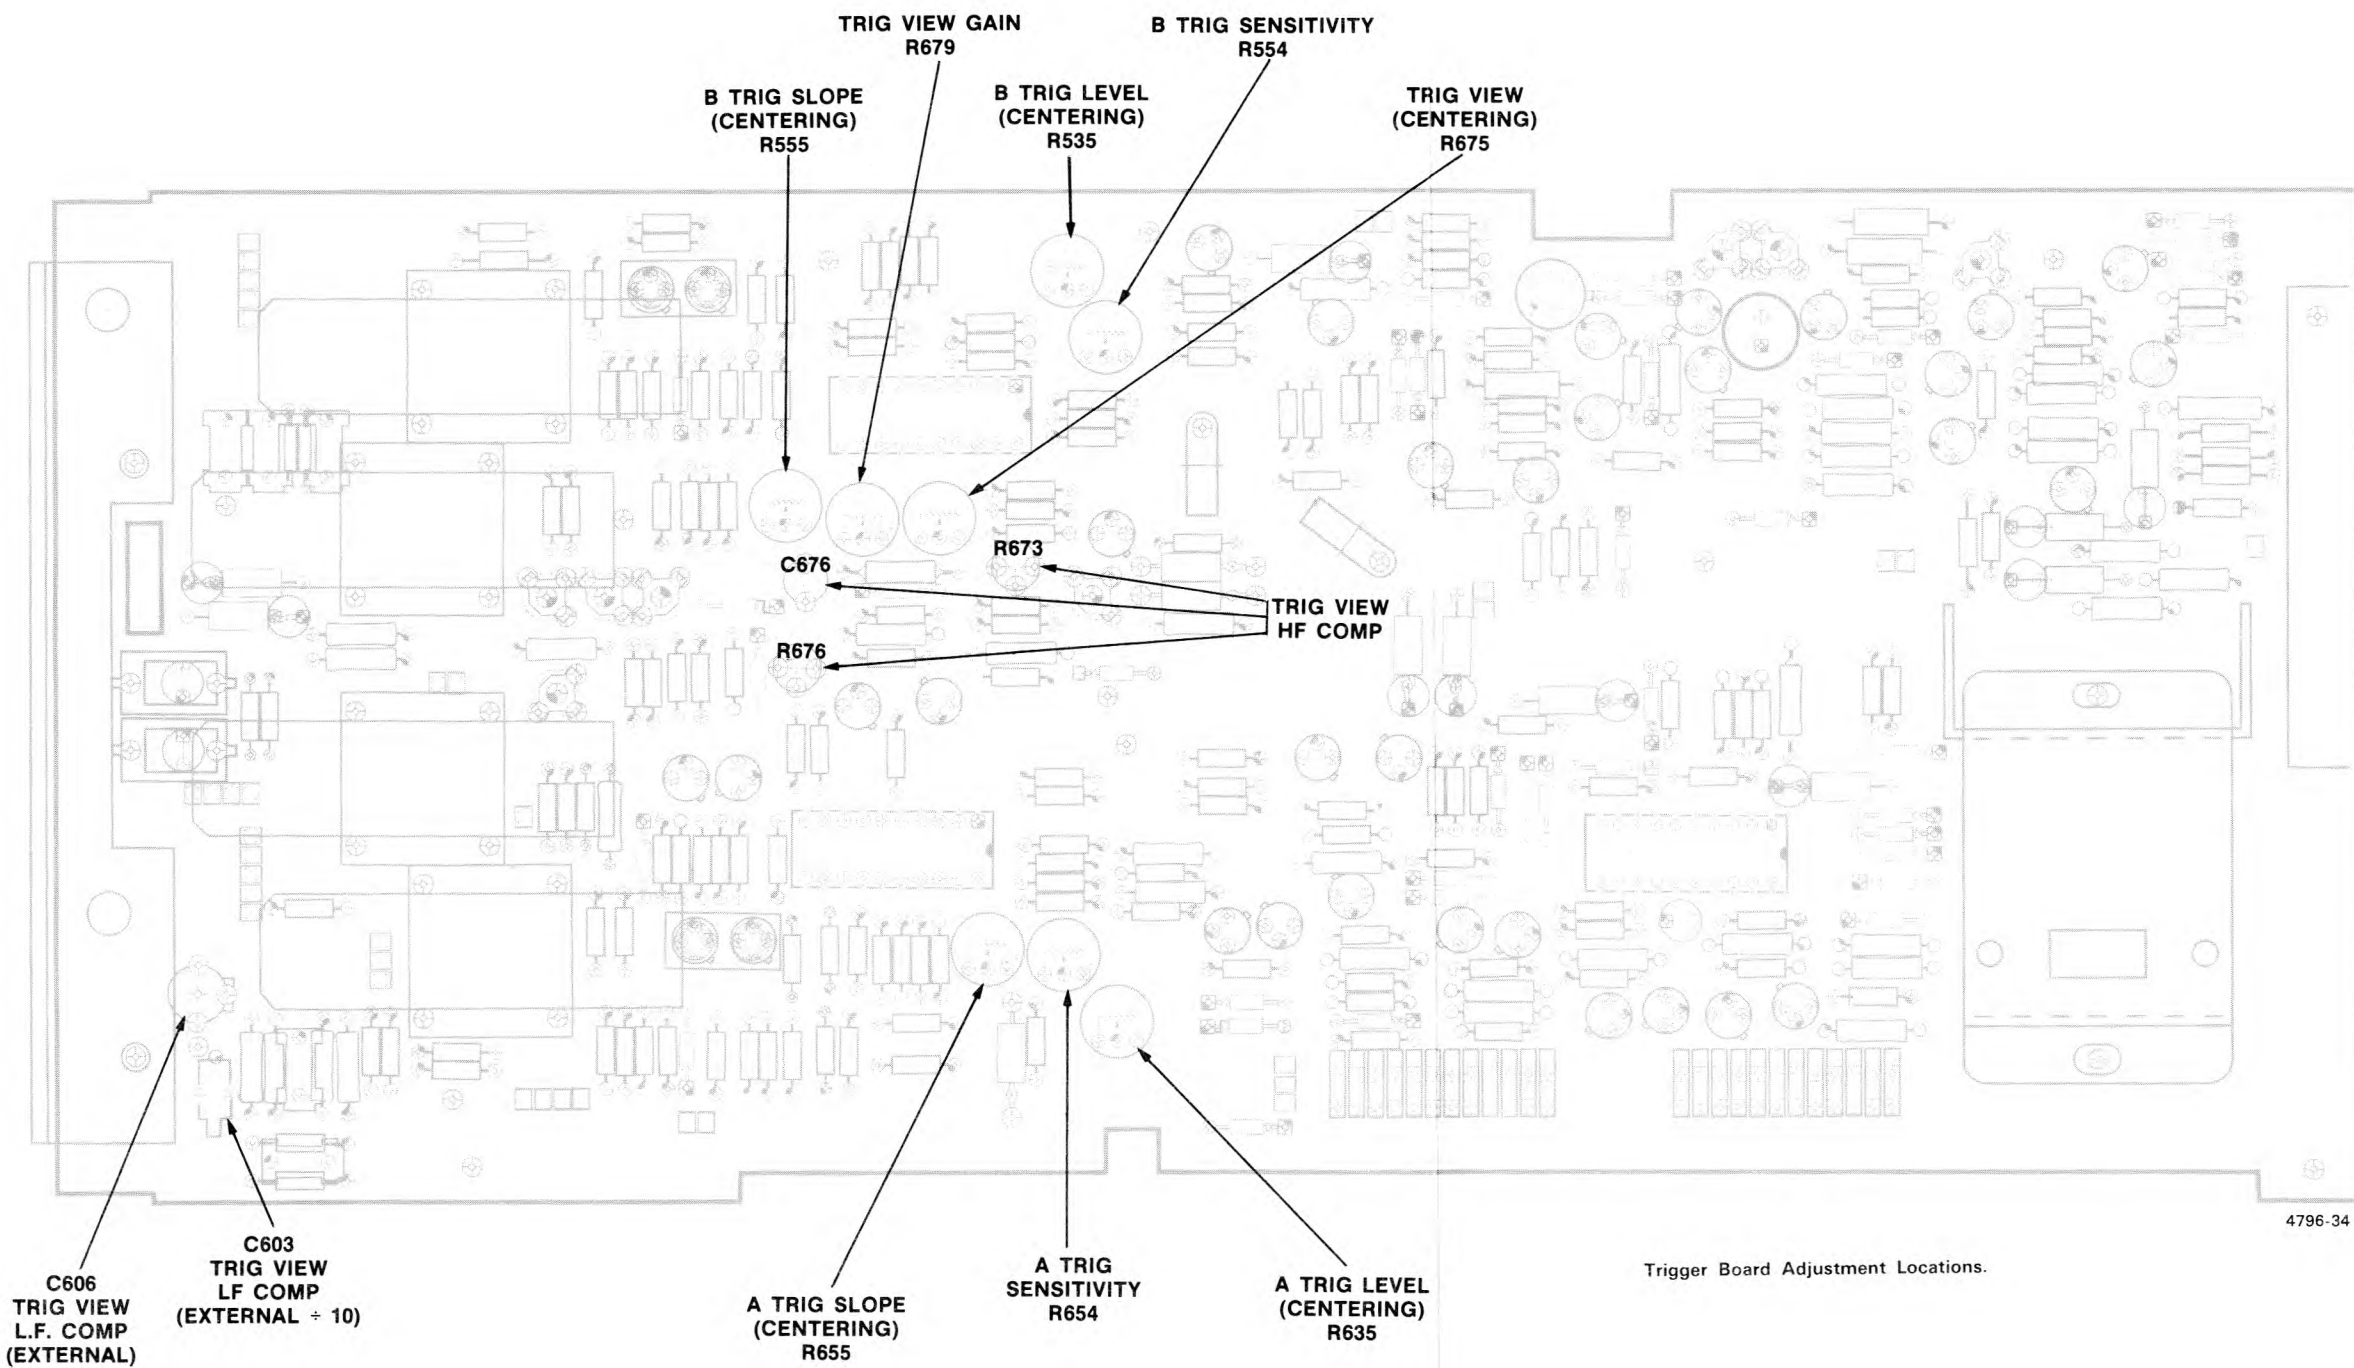 TRIG VIEW GAIN
R679
B TRIG SENSITIVITY
R554
B TRIG SLOPE
(CENTERING)
R555
B TRIG LEVEL
(CENTERING)
R535
TRIG VIEW
(CENTERING)
R675
R673
C676
TRIG VIEW
HF COMP
R676
4796-34
C603
TRIG VIEW
LF COMP
(EXTERNAL ÷ 10)
C606
TRIG VIEW
L.F. COMP
(EXTERNAL)
A TRIG SLOPE
(CENTERING)
R655
A TRIG
SENSITIVITY
R654
A TRIG LEVEL
(CENTERING)
R635
Trigger Board Adjustment Locations.